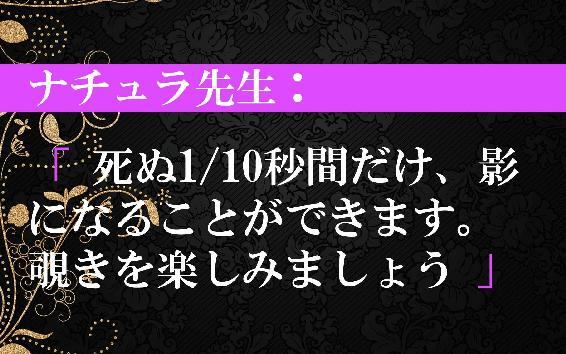 ナチュラ先生：
「 死ぬ1/10秒間だけ、影
になることができます。
覗きを楽しみましょう 」